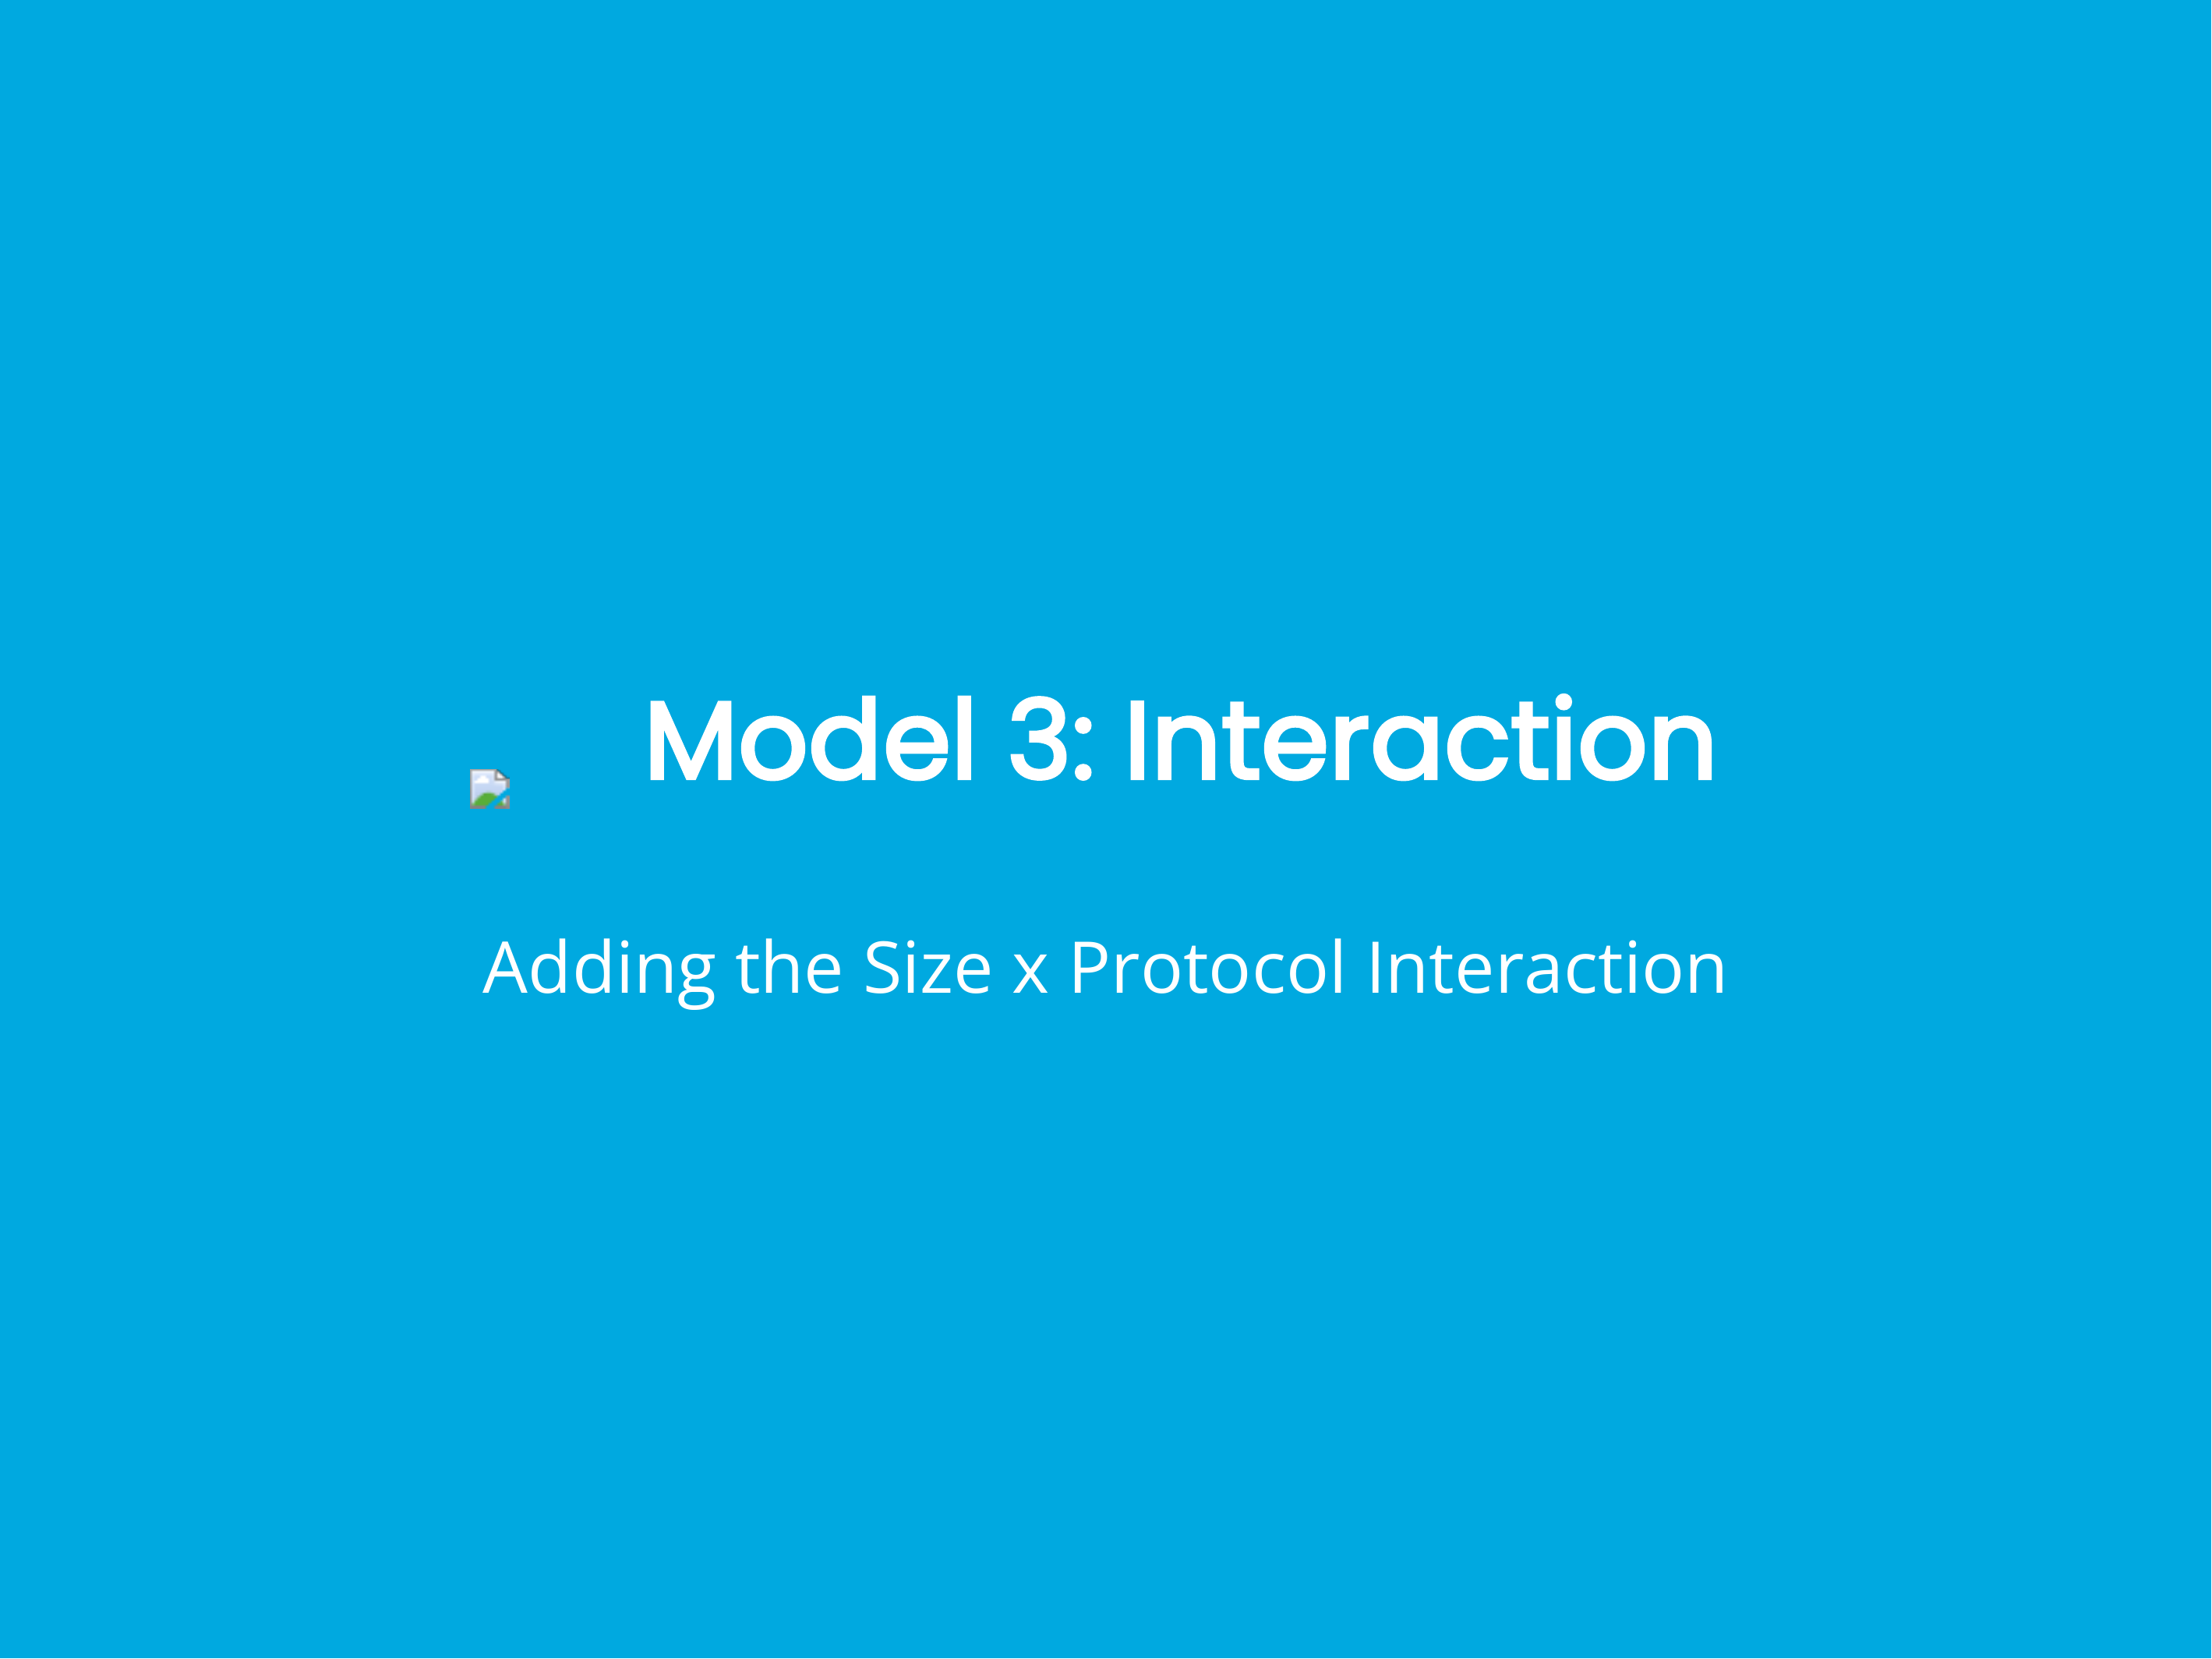 Model 3: Interaction
Adding the Size x Protocol Interaction